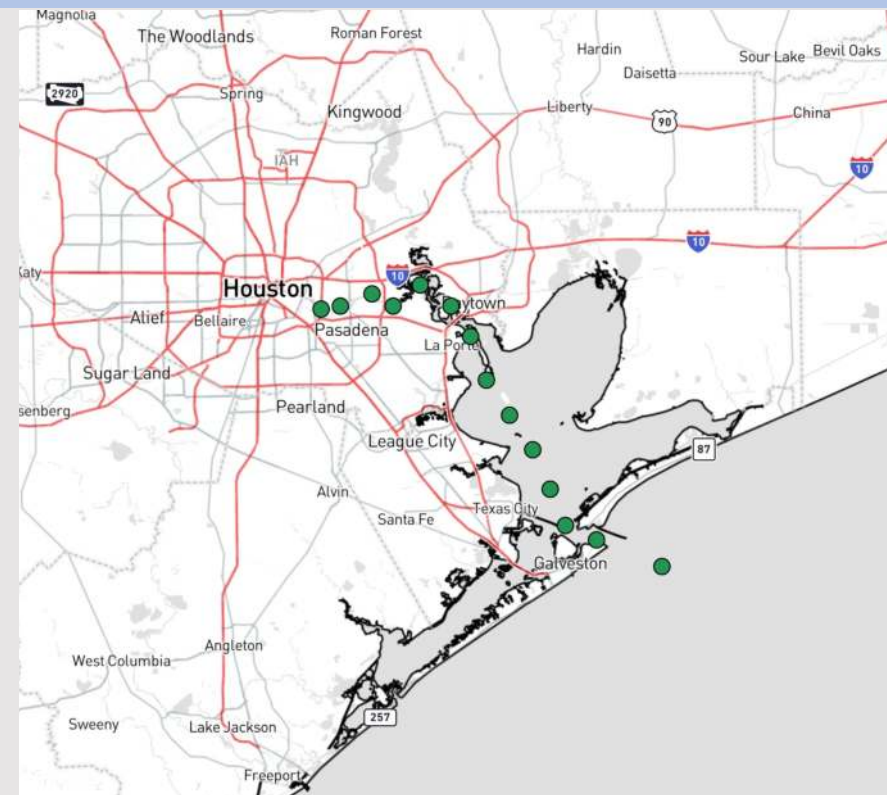 Magnolia
The Woodlands
Roman Forest
Hardin
Sour Lake
Bevil Oaks
Daisetta
2920
Spring
Kingwood
Liberty
90
China
IAH
10
10
Katy
Houston
10
Baytown
Alief
Bellaire
Pasadena
La Porte
Sugar Land
senberg
Pearland
League City
87
Alvin
Santa Fe
Texas City
Galveston
Angleton
West Columbia
Sweeny
Lake Jackson
257
Freeport